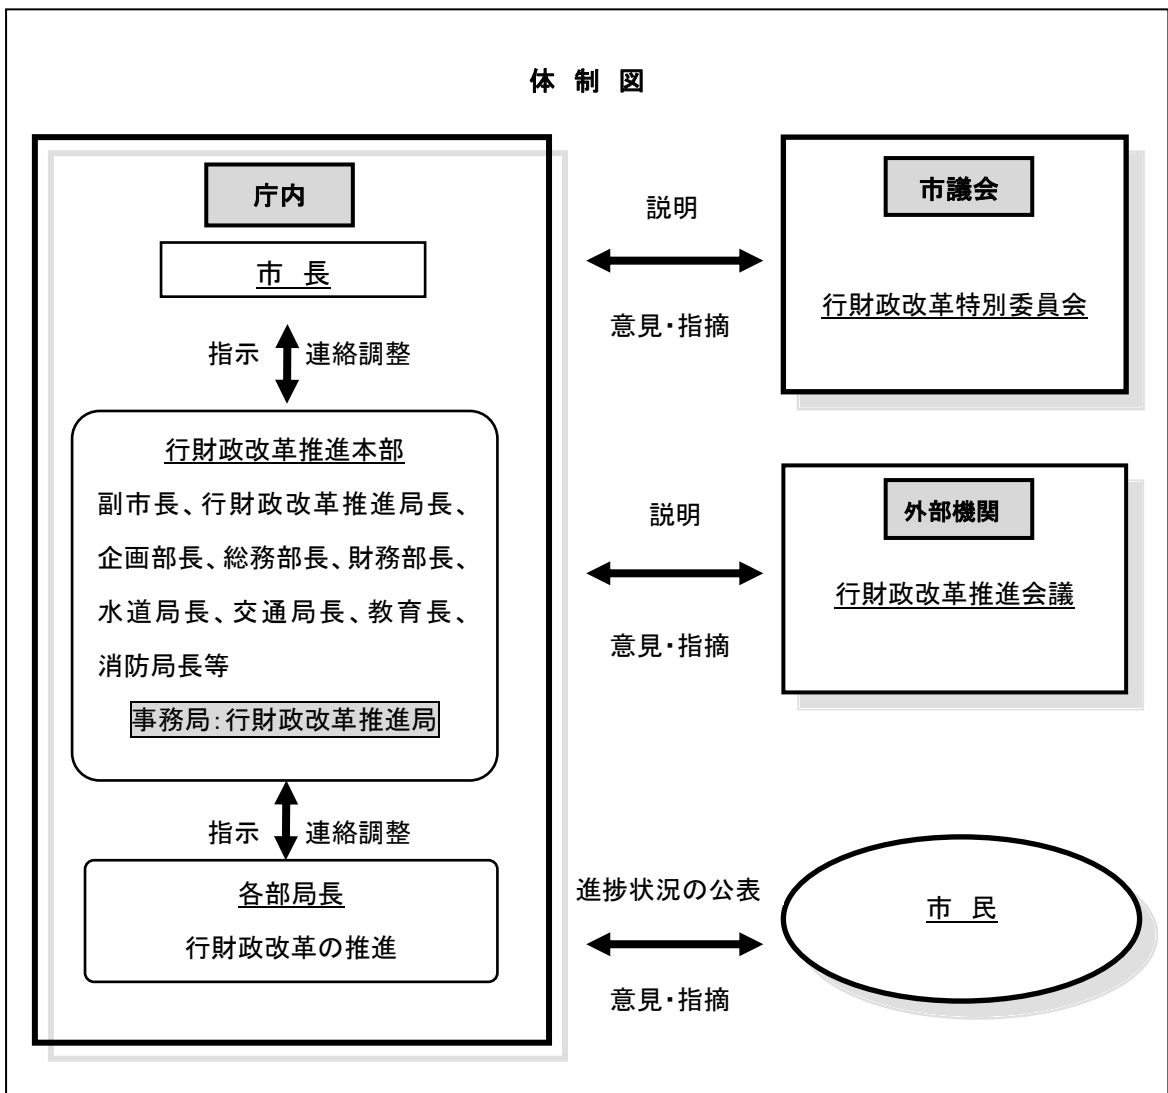 体 制 図
庁内
市 長
指示 連絡調整
行財政改革推進本部
副市長、行財政改革推進局長、
企画部長、総務部長、財務部長、
水道局長、交通局長、教育長、
消防局長等
事務局：行財政改革推進局
指示 連絡調整
各部局長
行財政改革の推進
説明
意見・指摘
市議会
行財政改革特別委員会
説明
意見・指摘
外部機関
行財政改革推進会議
進捗状況の公表
意見・指摘
市 民